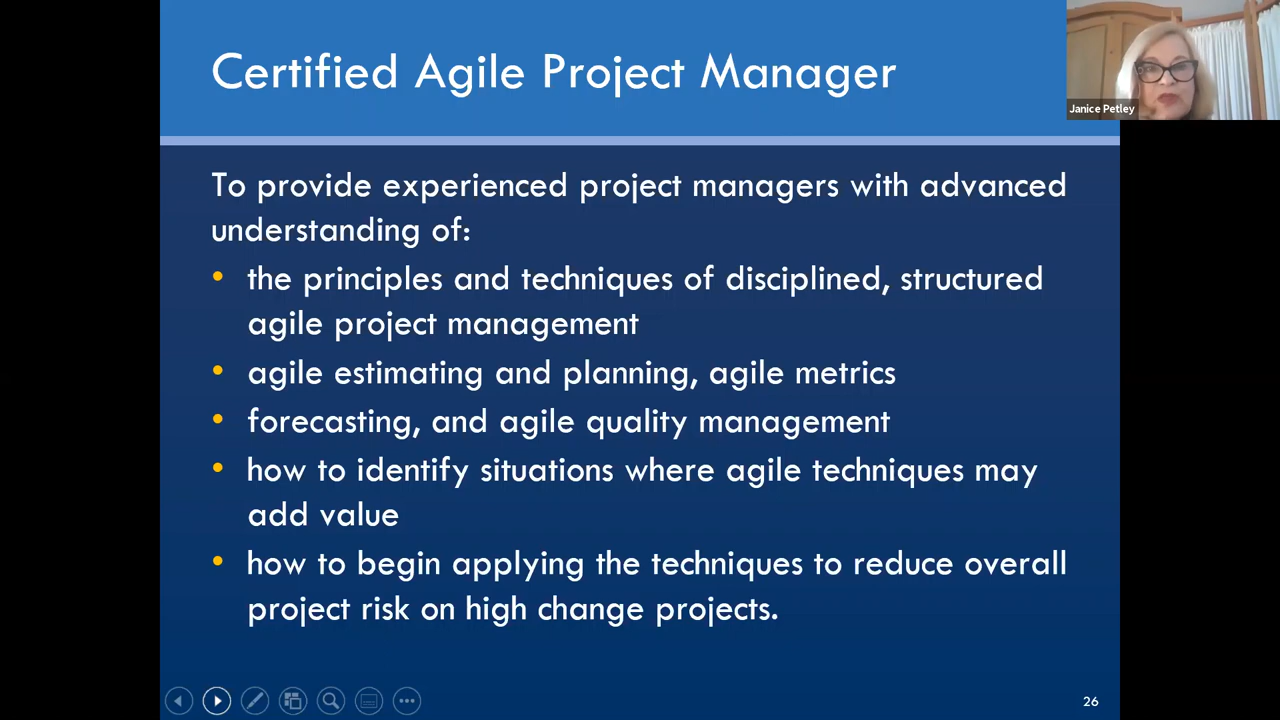 Certified Agile Project Manager
Janice Petley
To provide experienced project managers with advanced
understanding of:
• the principles and techniques of disciplined, structured
agile project management
• agile estimating and planning, agile metrics
• forecasting, and agile quality management
• how to identify situations where agile techniques may
add value
• how to begin applying the techniques to reduce overall
project risk on high change projects.
26